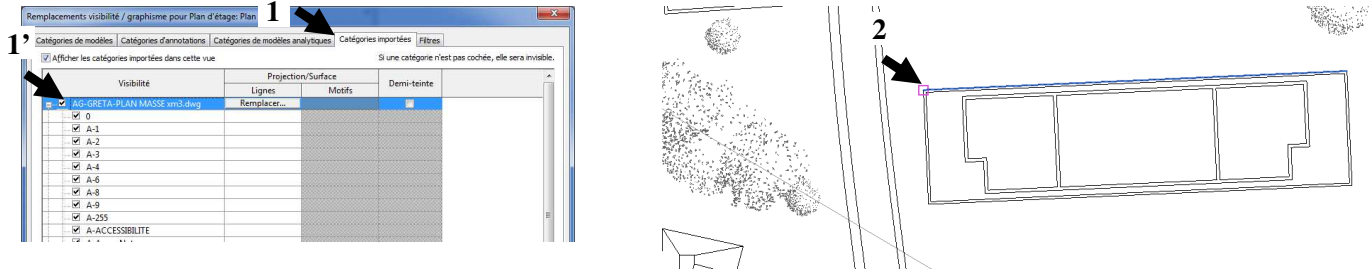 1
Remplacements visibilité / graphisme pour Plan d'étage: Plan
1’
Catégories de modèles Catégories d'annotations Catégories de modèles analytiques Catégories importées Filtres
Afficher les catégories importées dans cette vue Si une catégorie n'est pas cochée, elle sera invisible.
Visibilité Projection/Surface Demi-teinte
Lignes Motifs
AG-GRETA-PLAN MASSE xm3.dwg Remplacer...
0
A-1
A-2
A-3
A-4
A-6
A-8
A-9
A-255
A-ACCESSIBILITE
2